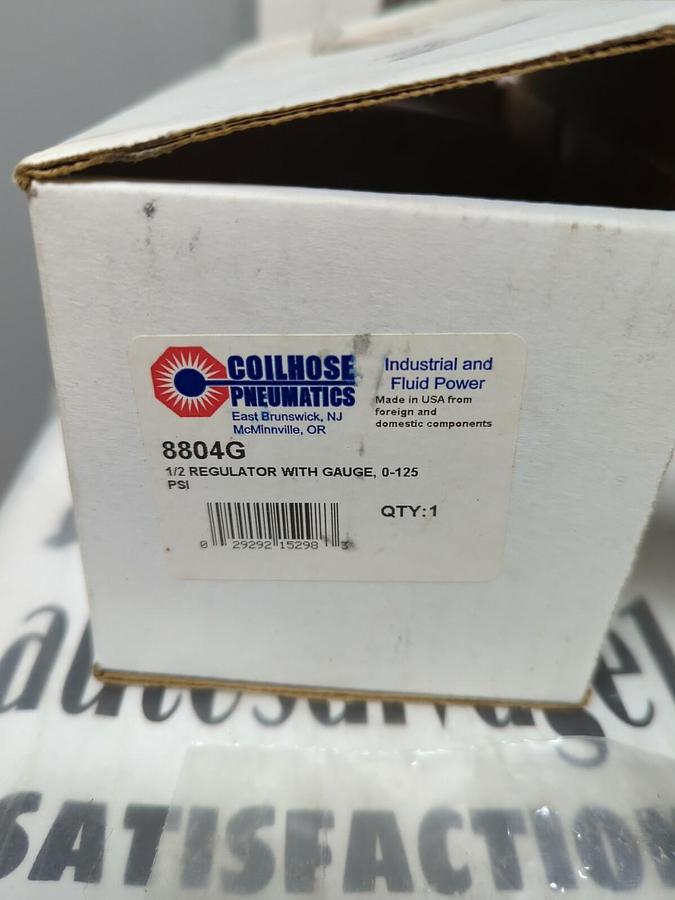 COILHOSE
PNEUMATICS
East Brunswick, NJ
McMinnville, OR
Industrial and
Fluid Power
Made in USA from
foreign and
domestic components
8804G
1/2 REGULATOR WITH GAUGE, 0-125
PSI
QTY:1
0 29292 15298 3
SATISFACTION